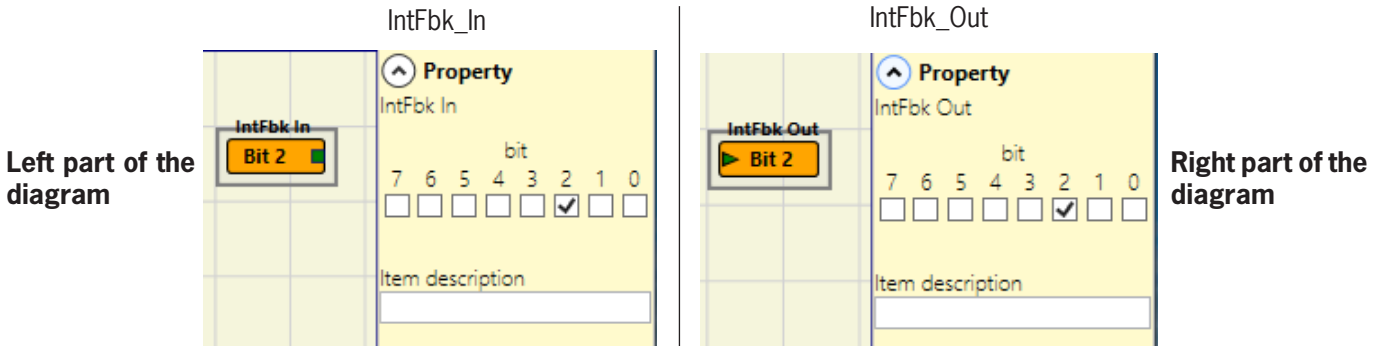 IntFbk_In
IntFbk In
Bit 2
Property
IntFbk In
bit
7 6 5 4 3 2 1 0
Item description
Left part of the
diagram
IntFbk_Out
IntFbk Out
Bit 2
Property
IntFbk Out
bit
7 6 5 4 3 2 1 0
Item description
Right part of the
diagram